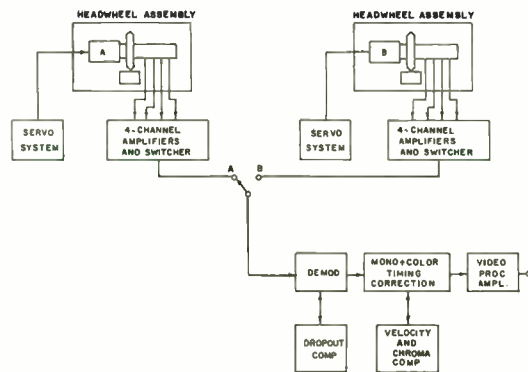 HEADWHEEL ASSEMBLY
HEADWHEEL ASSEMBLY
A
B
SERVO
SYSTEM
4-CHANNEL
AMPLIFIERS
AND SWITCHER
SERVO
SYSTEM
4-CHANNEL
AMPLIFIERS
AND SWITCHER
A
B
DEMOD
MONO+COLOR
TIMING
CORRECTION
VIDEO
PROC
AMPL.
DROPOUT
COMP
VELOCITY
AND
CHROMA
COMP